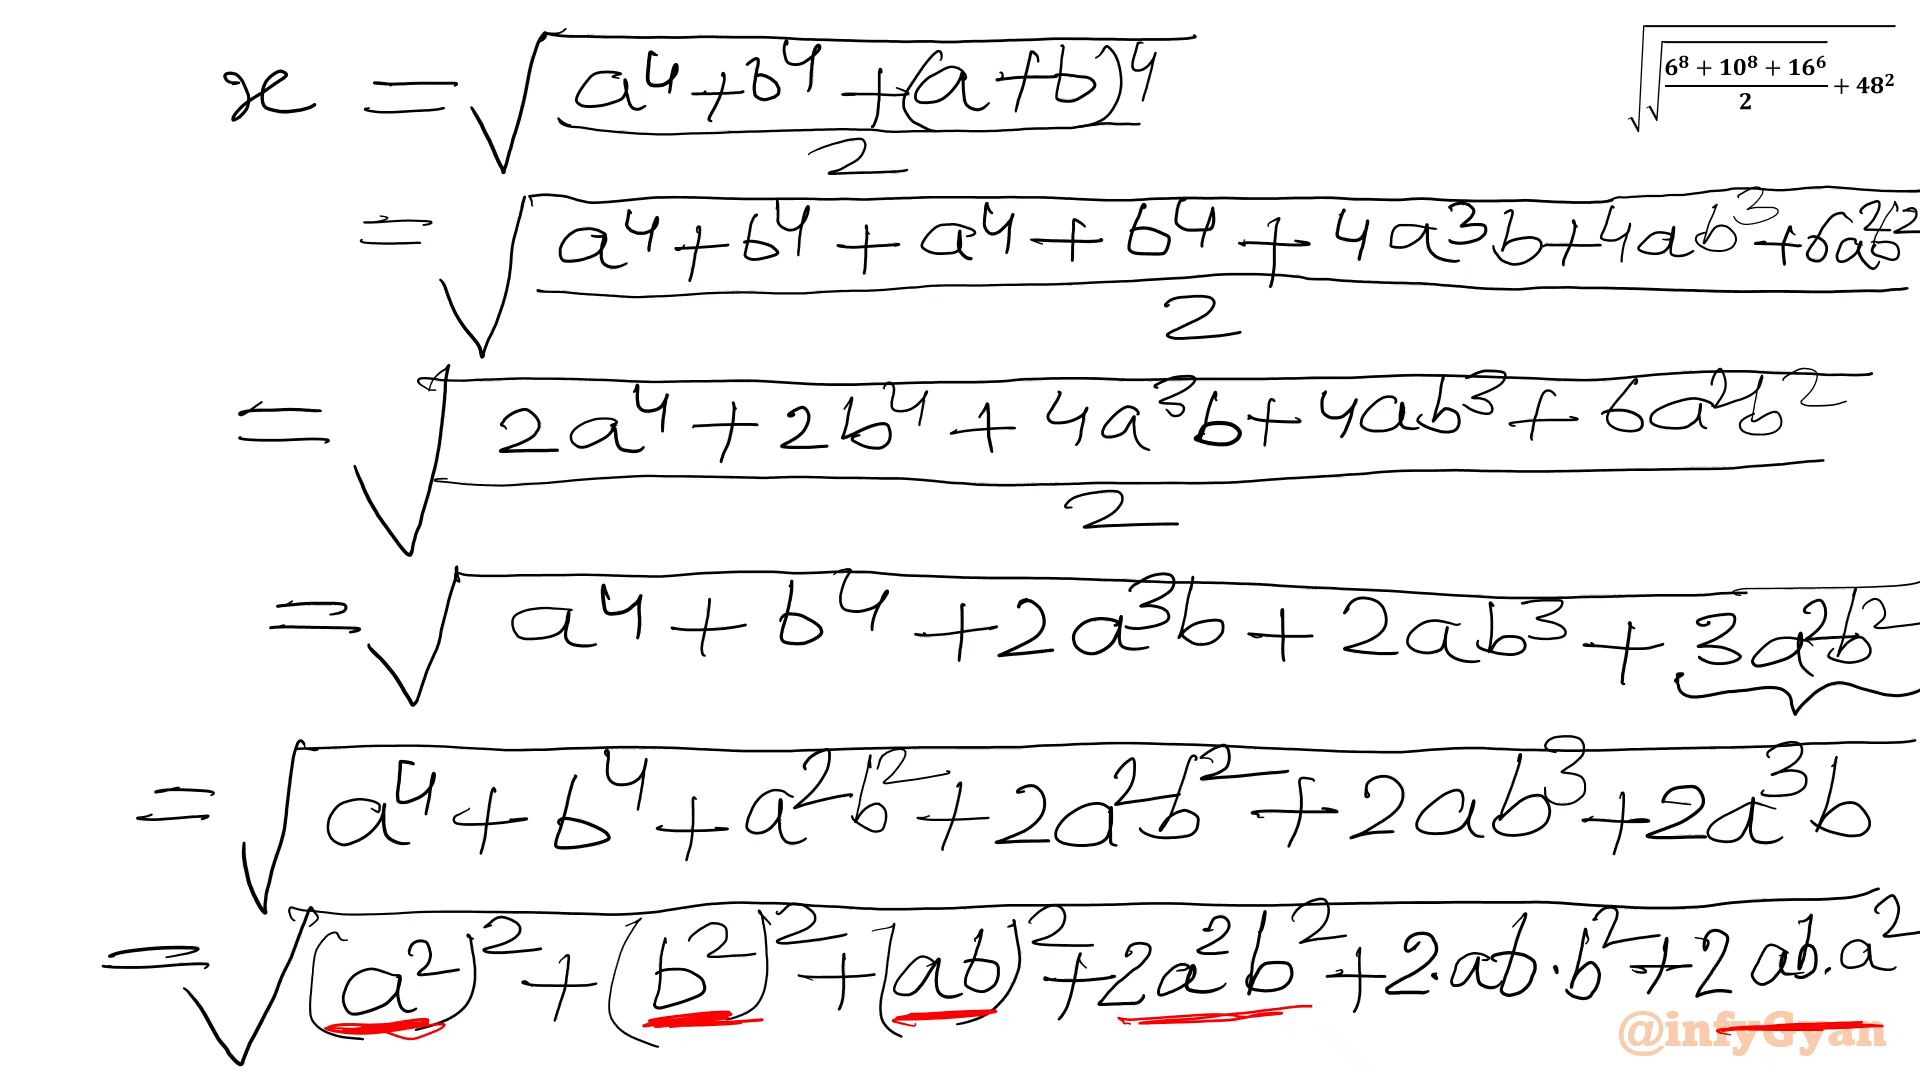 x = √((a⁴ + b⁴ + (a+b)⁴)/2)
√(√((6⁸ + 10⁸ + 16⁶)/2) + 48²)
= √((a⁴ + b⁴ + a⁴ + b⁴ + 4a³b + 4ab³ + 6a²b²)/2)
= √((2a⁴ + 2b⁴ + 4a³b + 4ab³ + 6a²b²)/2)
= √(a⁴ + b⁴ + 2a³b + 2ab³ + 3a²b²)
= √(a⁴ + b⁴ + a²b² + 2a²b² + 2ab³ + 2a³b)
= √((a²)² + (b²)² + (ab)² + 2a²b² + 2·ab·b² + 2ab·a²)
@infyGyan